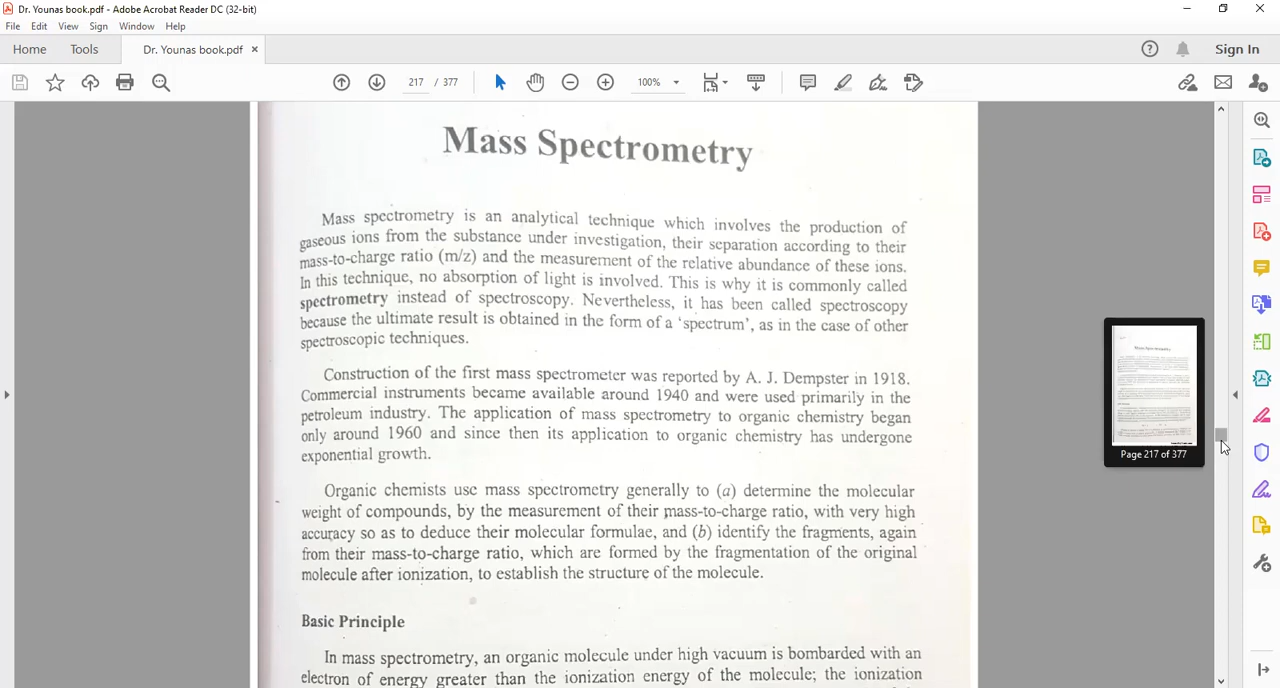 Dr. Younas book.pdf - Adobe Acrobat Reader DC (32-bit)
File Edit View Sign Window Help
Home Tools Dr. Younas book.pdf × Sign In
217 / 377 100%
Mass Spectrometry
Mass spectrometry is an analytical technique which involves the production of
gaseous ions from the substance under investigation, their separation according to their
mass-to-charge ratio (m/z) and the measurement of the relative abundance of these ions.
In this technique, no absorption of light is involved. This is why it is commonly called
spectrometry instead of spectroscopy. Nevertheless, it has been called spectroscopy
because the ultimate result is obtained in the form of a ‘spectrum’, as in the case of other
spectroscopic techniques.
Construction of the first mass spectrometer was reported by A. J. Dempster in 1918.
Commercial instruments became available around 1940 and were used primarily in the
petroleum industry. The application of mass spectrometry to organic chemistry began
only around 1960 and since then its application to organic chemistry has undergone
exponential growth.
Organic chemists use mass spectrometry generally to (a) determine the molecular
weight of compounds, by the measurement of their mass-to-charge ratio, with very high
accuracy so as to deduce their molecular formulae, and (b) identify the fragments, again
from their mass-to-charge ratio, which are formed by the fragmentation of the original
molecule after ionization, to establish the structure of the molecule.
Basic Principle
In mass spectrometry, an organic molecule under high vacuum is bombarded with an
electron of energy greater than the ionization energy of the molecule; the ionization
Page 217 of 377